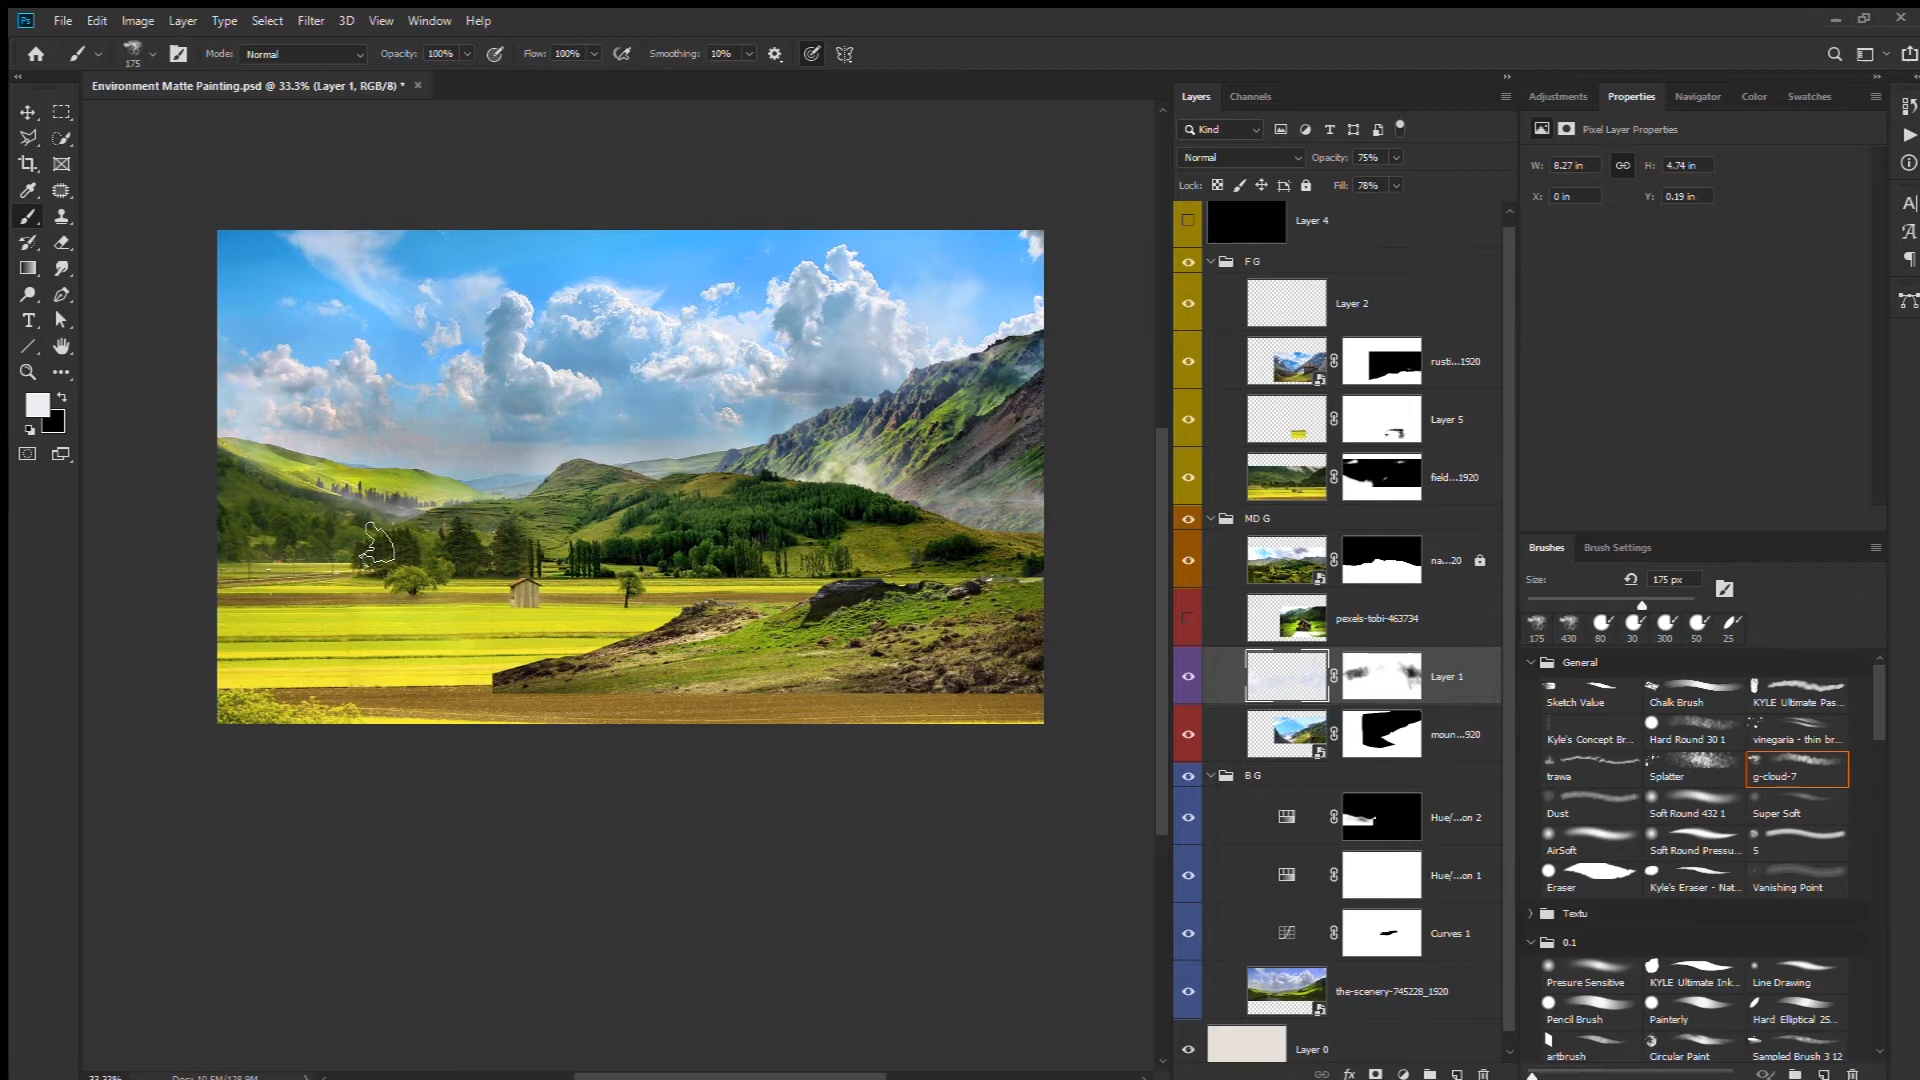 Ps File Edit Image Layer Type Select Filter 3D View Window Help
175 Mode: Normal Opacity: 100% Flow: 100% Smoothing: 10%
Environment Matte Painting.psd @ 33.3% (Layer 1, RGB/8) * ×
Layers Channels
Kind
Normal Opacity: 75%
Lock: Fill: 78%
Layer 4
F G
Layer 2
rusti...1920
Layer 5
field...1920
MD G
na...20
pexels-tobi-463734
Layer 1
moun...920
B G
Hue/...on 2
Hue/...on 1
Curves 1
the-scenery-745228_1920
Layer 0
fx
Adjustments Properties Navigator Color Swatches
Pixel Layer Properties
W: 8.27 in H: 4.74 in
X: 0 in Y: 0.19 in
Brushes Brush Settings
Size: 175 px
175 430 80 30 300 50 25
General
Sketch Value Chalk Brush KYLE Ultimate Pas...
Kyle's Concept Br... Hard Round 30 1 vinegaria - thin br...
trawa Splatter g-cloud-7
Dust Soft Round 432 1 Super Soft
AirSoft Soft Round Pressu... 5
Eraser Kyle's Eraser - Nat... Vanishing Point
Textu
0.1
Presure Sensitive KYLE Ultimate Ink... Line Drawing
Pencil Brush Painterly Hard Elliptical 25...
artbrush Circular Paint Sampled Brush 3 12
33.33% Doc: 10.5M/128.9M